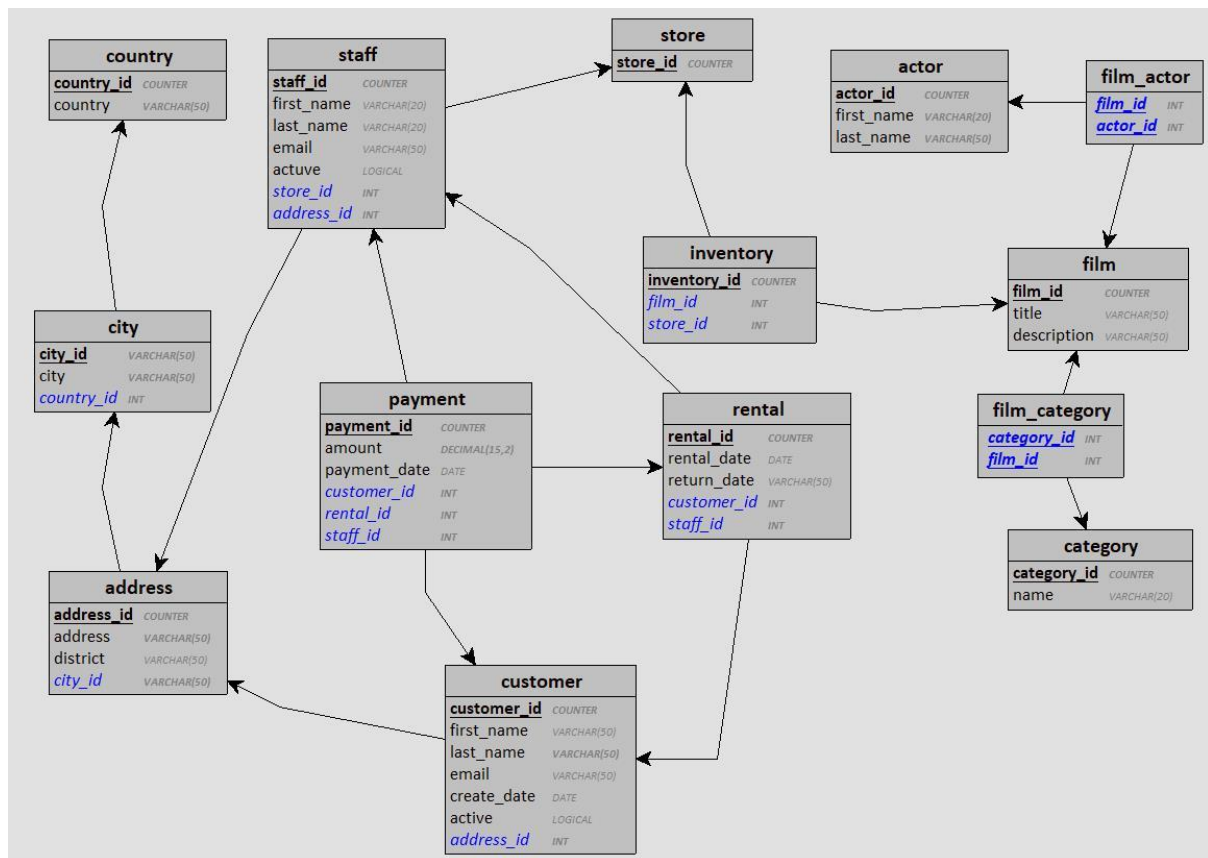 country
country_id COUNTER
country VARCHAR(50)
staff
staff_id COUNTER
first_name VARCHAR(20)
last_name VARCHAR(20)
email VARCHAR(50)
actuve LOGICAL
store_id INT
address_id INT
store
store_id COUNTER
actor
actor_id COUNTER
first_name VARCHAR(20)
last_name VARCHAR(50)
film_actor
film_id INT
actor_id INT
inventory
inventory_id COUNTER
film_id INT
store_id INT
film
film_id COUNTER
title VARCHAR(50)
description VARCHAR(50)
city
city_id VARCHAR(50)
city VARCHAR(50)
country_id INT
payment
payment_id COUNTER
amount DECIMAL(15,2)
payment_date DATE
customer_id INT
rental_id INT
staff_id INT
rental
rental_id COUNTER
rental_date DATE
return_date VARCHAR(50)
customer_id INT
staff_id INT
film_category
category_id INT
film_id INT
category
category_id COUNTER
name VARCHAR(20)
address
address_id COUNTER
address VARCHAR(50)
district VARCHAR(50)
city_id VARCHAR(50)
customer
customer_id COUNTER
first_name VARCHAR(50)
last_name VARCHAR(50)
email VARCHAR(50)
create_date DATE
active LOGICAL
address_id INT